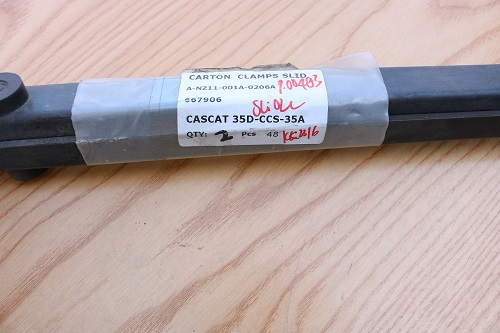 CARTON CLAMPS SLID
A-NZ11-001A-0206A
567906
Slide
CASCAT 35D-CCS-35A
QTY: 2 Pcs 48